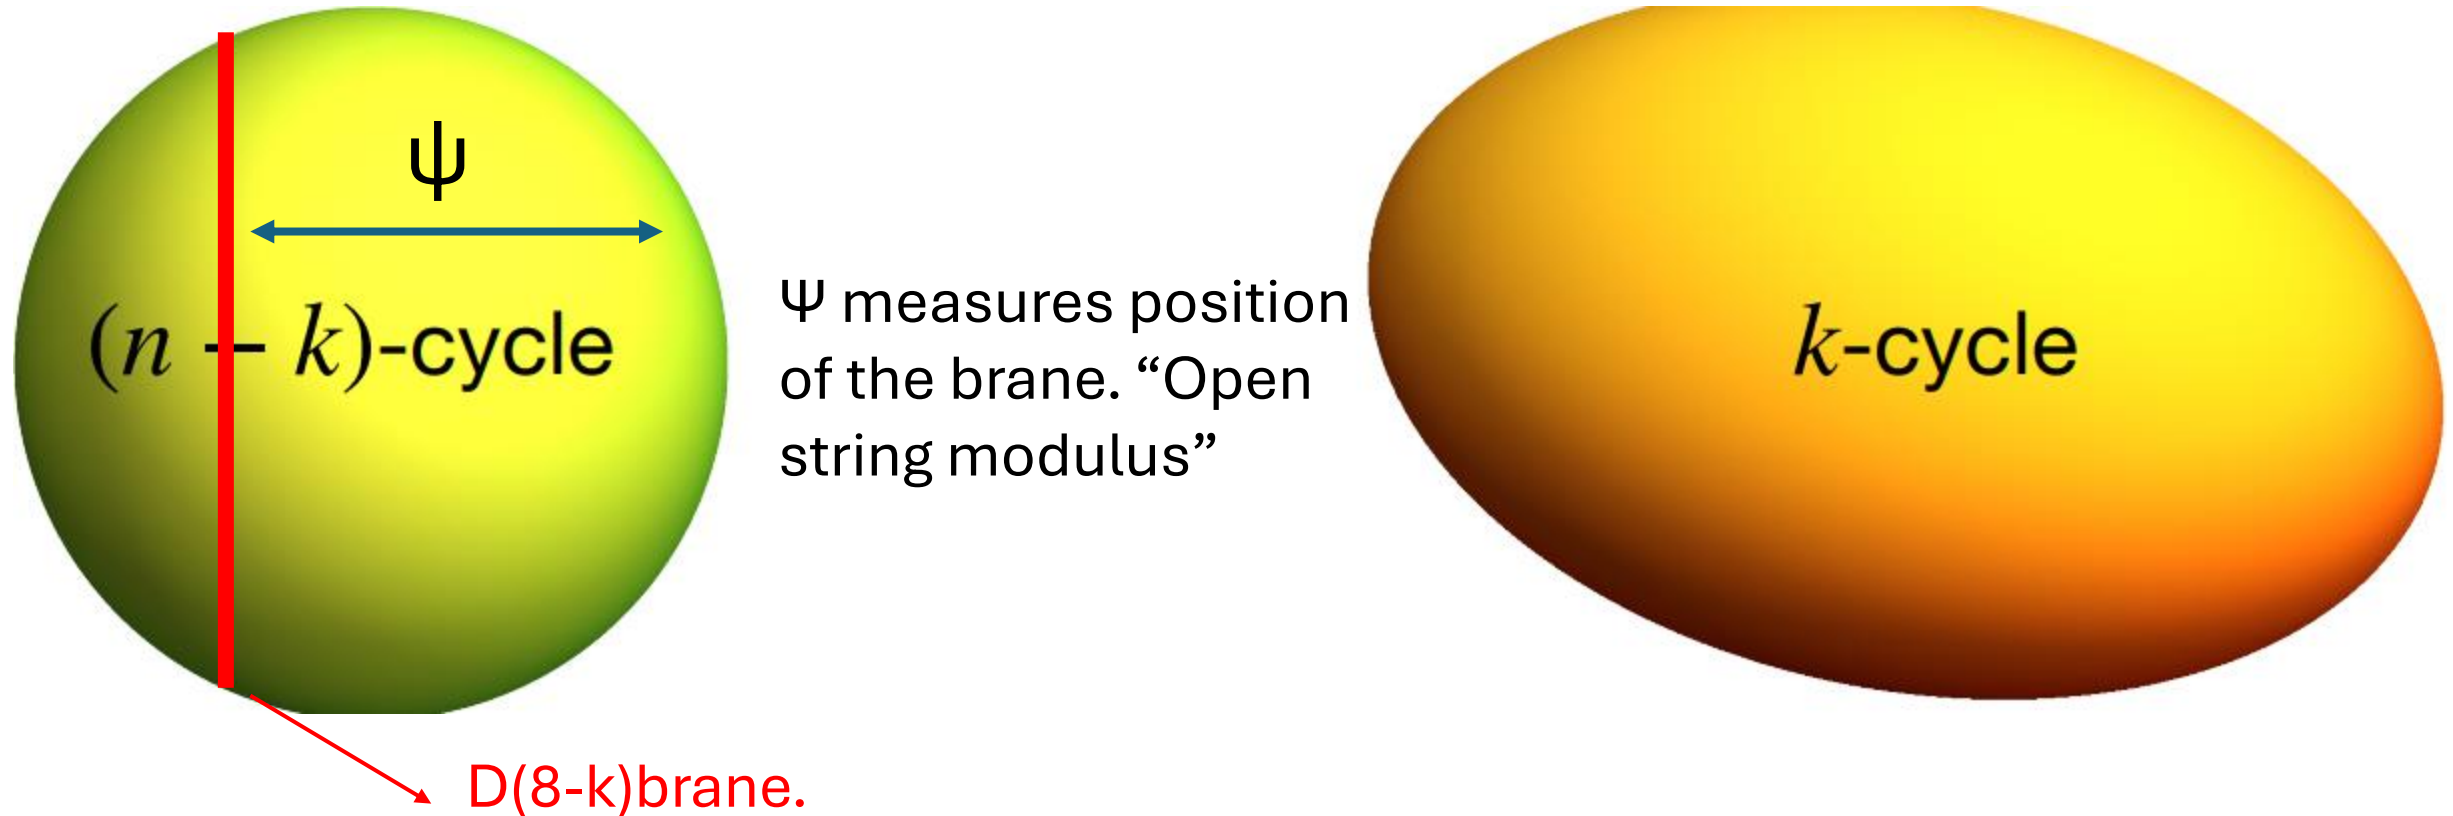 ψ
(n − k)-cycle
Ψ measures position
of the brane. “Open
string modulus”
k-cycle
D(8-k)brane.